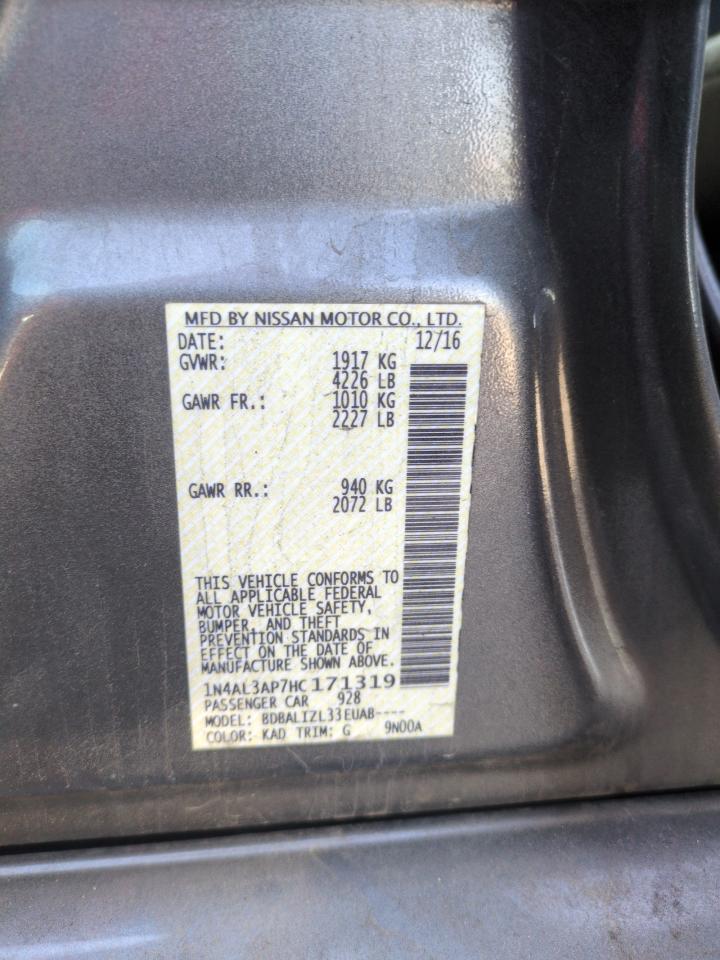 MFD BY NISSAN MOTOR CO., LTD.
DATE: 12/16
GVWR: 1917 KG
4226 LB
GAWR FR.: 1010 KG
2227 LB
GAWR RR.: 940 KG
2072 LB
THIS VEHICLE CONFORMS TO
ALL APPLICABLE FEDERAL
MOTOR VEHICLE SAFETY,
BUMPER, AND THEFT
PREVENTION STANDARDS IN
EFFECT ON THE DATE OF
MANUFACTURE SHOWN ABOVE.
1N4AL3AP7HC171319
PASSENGER CAR 928
MODEL: BDBALIZL33EUAB----
COLOR: KAD TRIM: G 9N00A